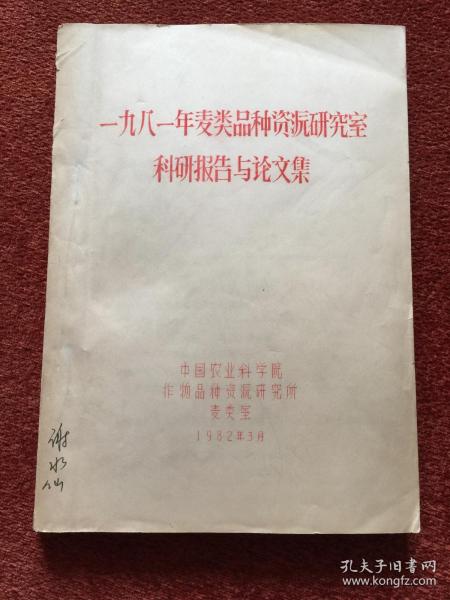 一九八一年麦类品种资源研究室
科研报告与论文集
中国农业科学院
作物品种资源研究所
麦类室
1982年3月
谢
水
仙
孔夫子旧书网
www.kongfz.com